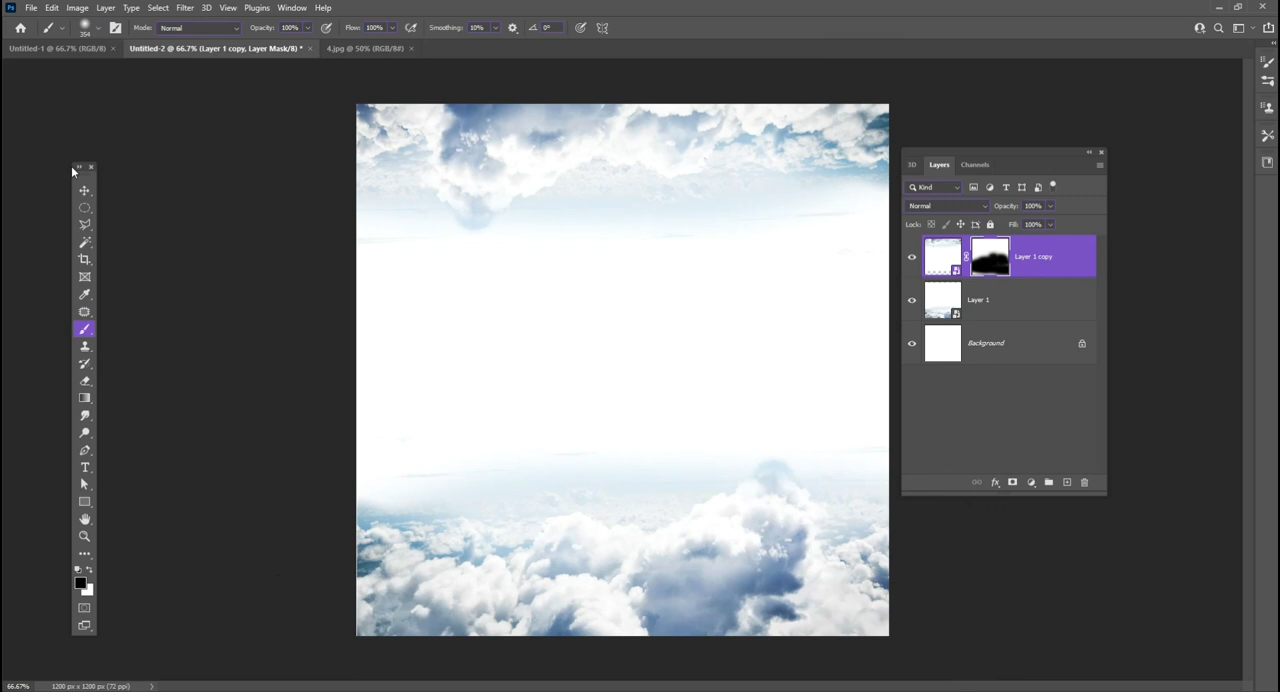 Ps File Edit Image Layer Type Select Filter 3D View Plugins Window Help
354 Mode: Normal Opacity: 100% Flow: 100% Smoothing: 10% 0°
Untitled-1 @ 66.7% (RGB/8) × Untitled-2 @ 66.7% (Layer 1 copy, Layer Mask/8) * × 4.jpg @ 50% (RGB/8#) ×
3D Layers Channels
Kind
Normal Opacity: 100%
Lock: Fill: 100%
Layer 1 copy
Layer 1
Background
66.67% 1200 px x 1200 px (72 ppi)